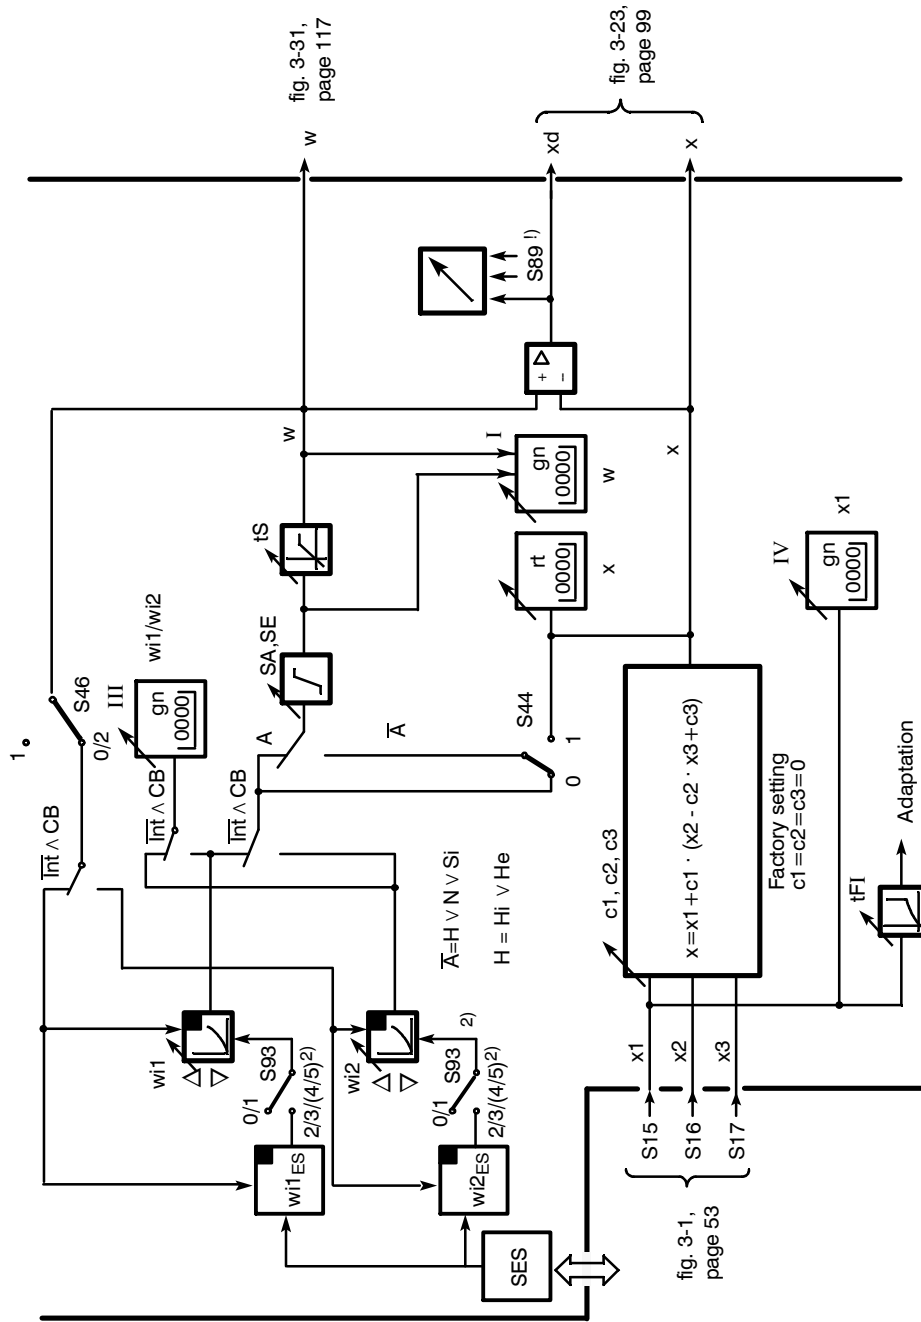 fig. 3-31,
page 117
w
fig. 3-23,
page 99
xd
x
S89 !)
+
-
w
x
I
gn
0000
w
rt
0000
x
tS
SA,SE
S46
1
0/2
III
wi1/wi2
gn
0000
Int ∧ CB
Int ∧ CB
Int ∧ CB
A
A̅
S44
1
0
A̅=H ∨ N ∨ Si
H = Hi ∨ He
IV
gn
0000
x1
c1, c2, c3
x=x1+c1 · (x2 - c2 · x3+c3)
Factory setting
c1=c2=c3=0
Adaptation
tFI
wi1
S93
0/1
2/3/(4/5)2)
wi1ES
wi2
2)
S93
0/1
2/3/(4/5)2)
wi2ES
SES
x1
x2
x3
S15
S16
S17
fig. 3-1,
page 53